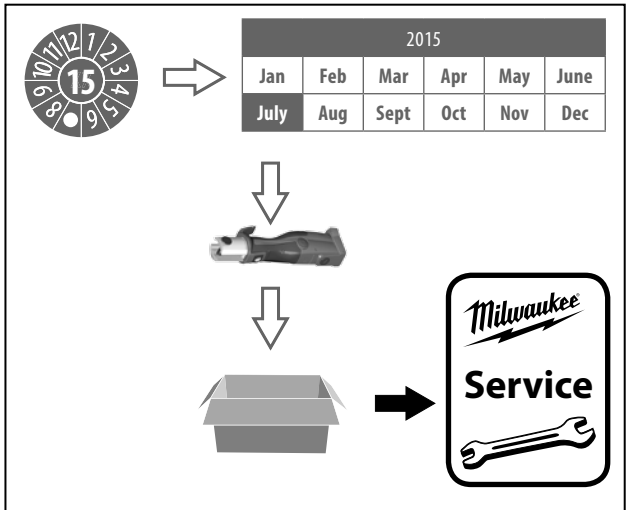 12 1 2 3 4 5 6 8 9 10 11
15
2015
Jan Feb Mar Apr May June
July Aug Sept Oct Nov Dec
Milwaukee
Service